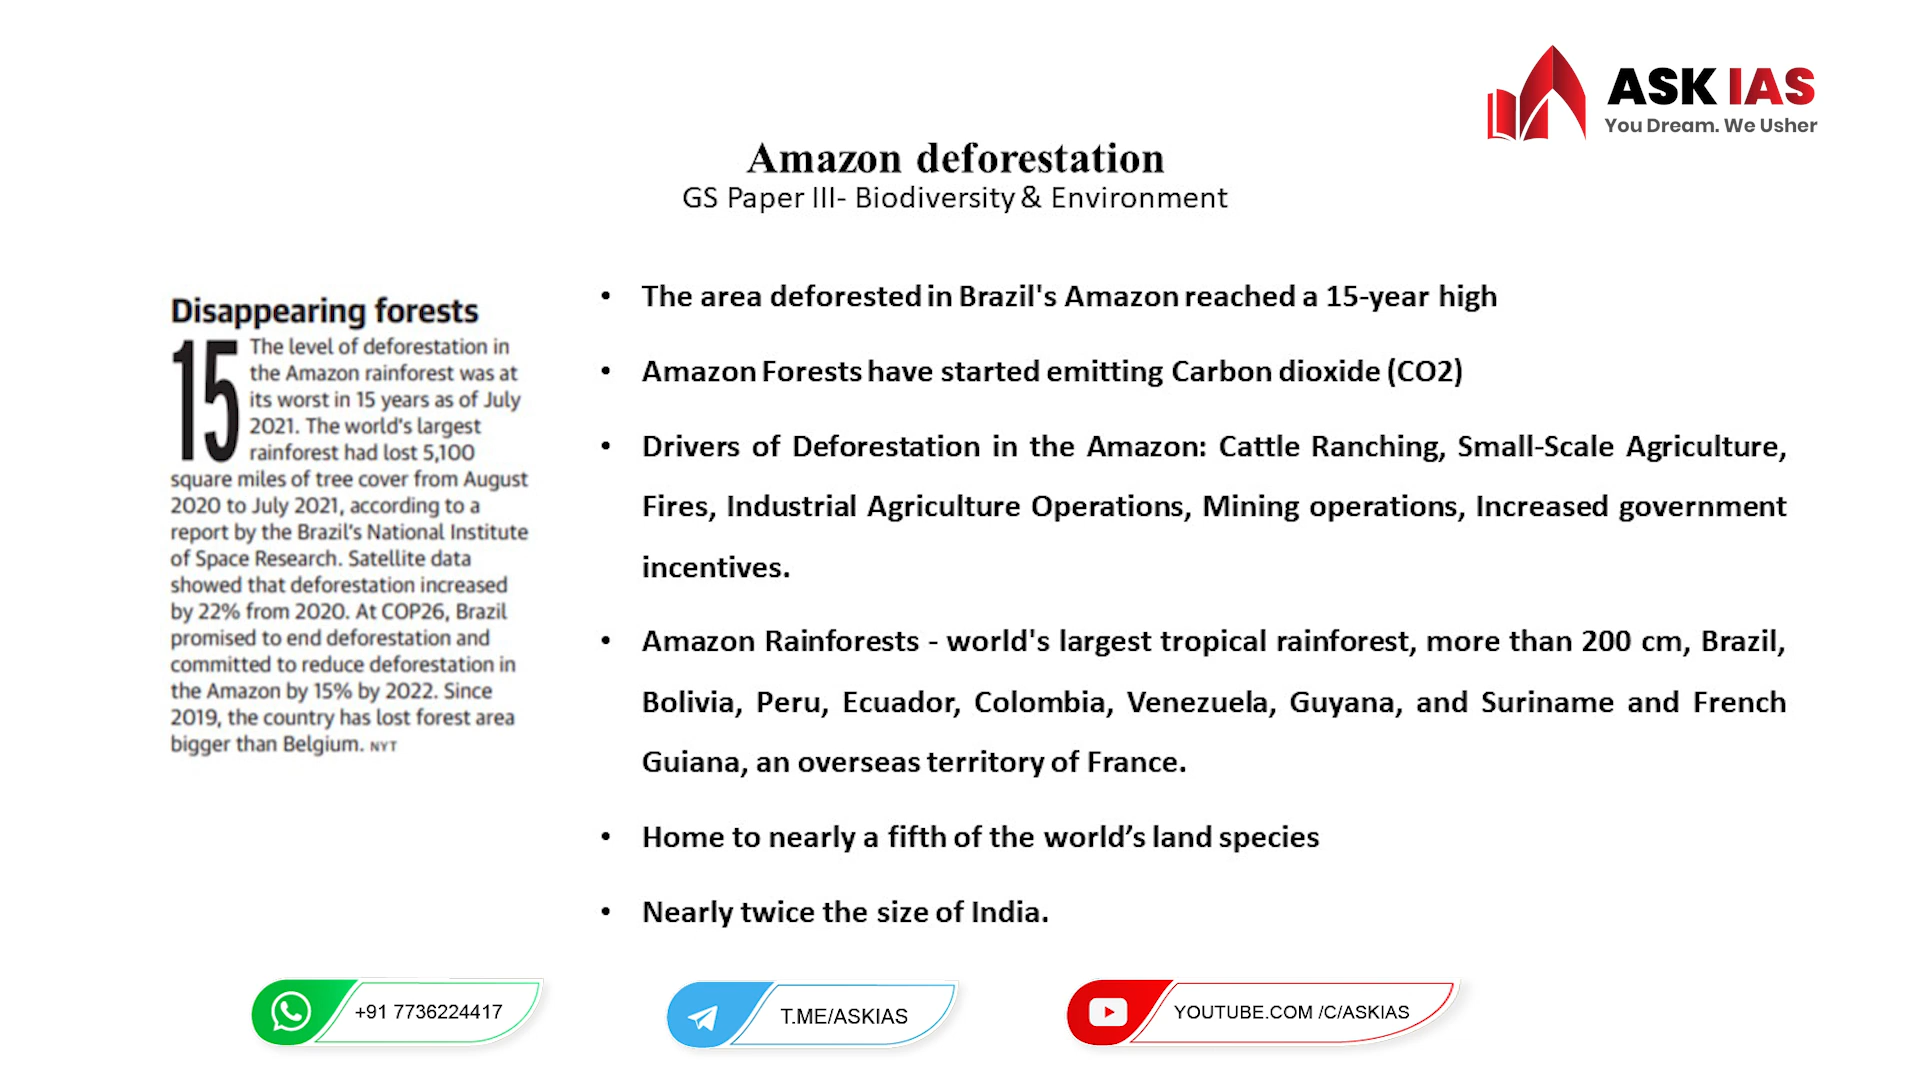 ASK IAS
You Dream. We Usher
Amazon deforestation
GS Paper III- Biodiversity & Environment
Disappearing forests
15
The level of deforestation in
the Amazon rainforest was at
its worst in 15 years as of July
2021. The world's largest
rainforest had lost 5,100
square miles of tree cover from August
2020 to July 2021, according to a
report by the Brazil's National Institute
of Space Research. Satellite data
showed that deforestation increased
by 22% from 2020. At COP26, Brazil
promised to end deforestation and
committed to reduce deforestation in
the Amazon by 15% by 2022. Since
2019, the country has lost forest area
bigger than Belgium. NYT
• The area deforested in Brazil's Amazon reached a 15-year high
• Amazon Forests have started emitting Carbon dioxide (CO2)
• Drivers of Deforestation in the Amazon: Cattle Ranching, Small-Scale Agriculture,
Fires, Industrial Agriculture Operations, Mining operations, Increased government
incentives.
• Amazon Rainforests - world's largest tropical rainforest, more than 200 cm, Brazil,
Bolivia, Peru, Ecuador, Colombia, Venezuela, Guyana, and Suriname and French
Guiana, an overseas territory of France.
• Home to nearly a fifth of the world’s land species
• Nearly twice the size of India.
+91 7736224417
T.ME/ASKIAS
YOUTUBE.COM /C/ASKIAS